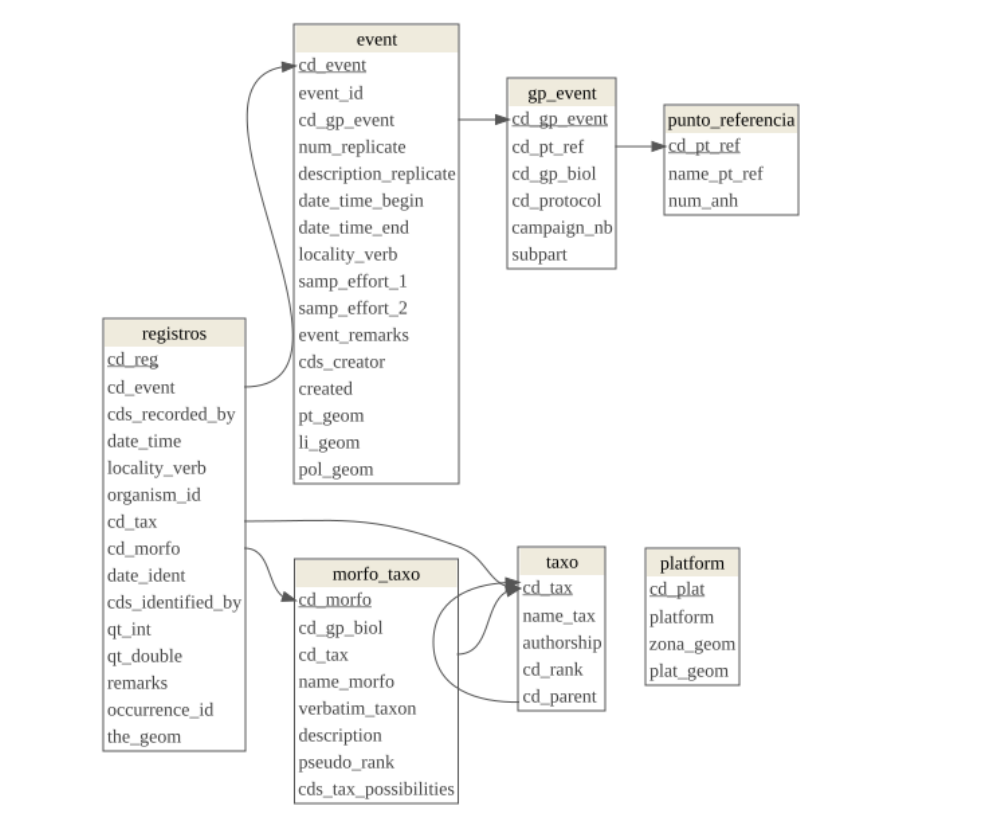 event
cd_event
event_id
cd_gp_event
num_replicate
description_replicate
date_time_begin
date_time_end
locality_verb
samp_effort_1
samp_effort_2
event_remarks
cds_creator
created
pt_geom
li_geom
pol_geom
gp_event
cd_gp_event
cd_pt_ref
cd_gp_biol
cd_protocol
campaign_nb
subpart
punto_referencia
cd_pt_ref
name_pt_ref
num_anh
registros
cd_reg
cd_event
cds_recorded_by
date_time
locality_verb
organism_id
cd_tax
cd_morfo
date_ident
cds_identified_by
qt_int
qt_double
remarks
occurrence_id
the_geom
morfo_taxo
cd_morfo
cd_gp_biol
cd_tax
name_morfo
verbatim_taxon
description
pseudo_rank
cds_tax_possibilities
taxo
cd_tax
name_tax
authorship
cd_rank
cd_parent
platform
cd_plat
platform
zona_geom
plat_geom